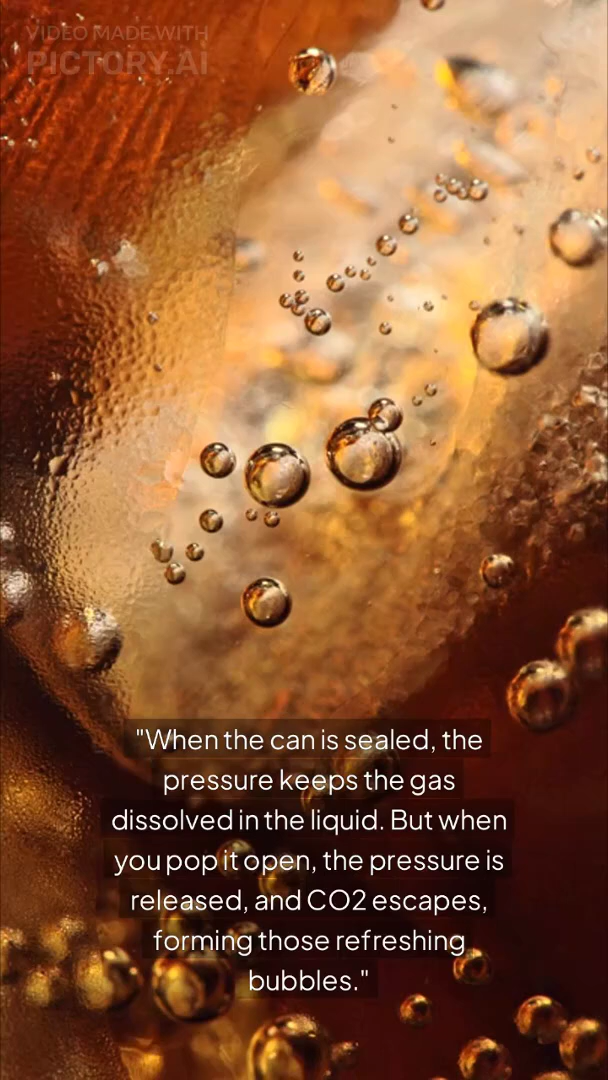 VIDEO MADE WITH
PICTORY.AI
"When the can is sealed, the
pressure keeps the gas
dissolved in the liquid. But when
you pop it open, the pressure is
released, and CO2 escapes,
forming those refreshing
bubbles."